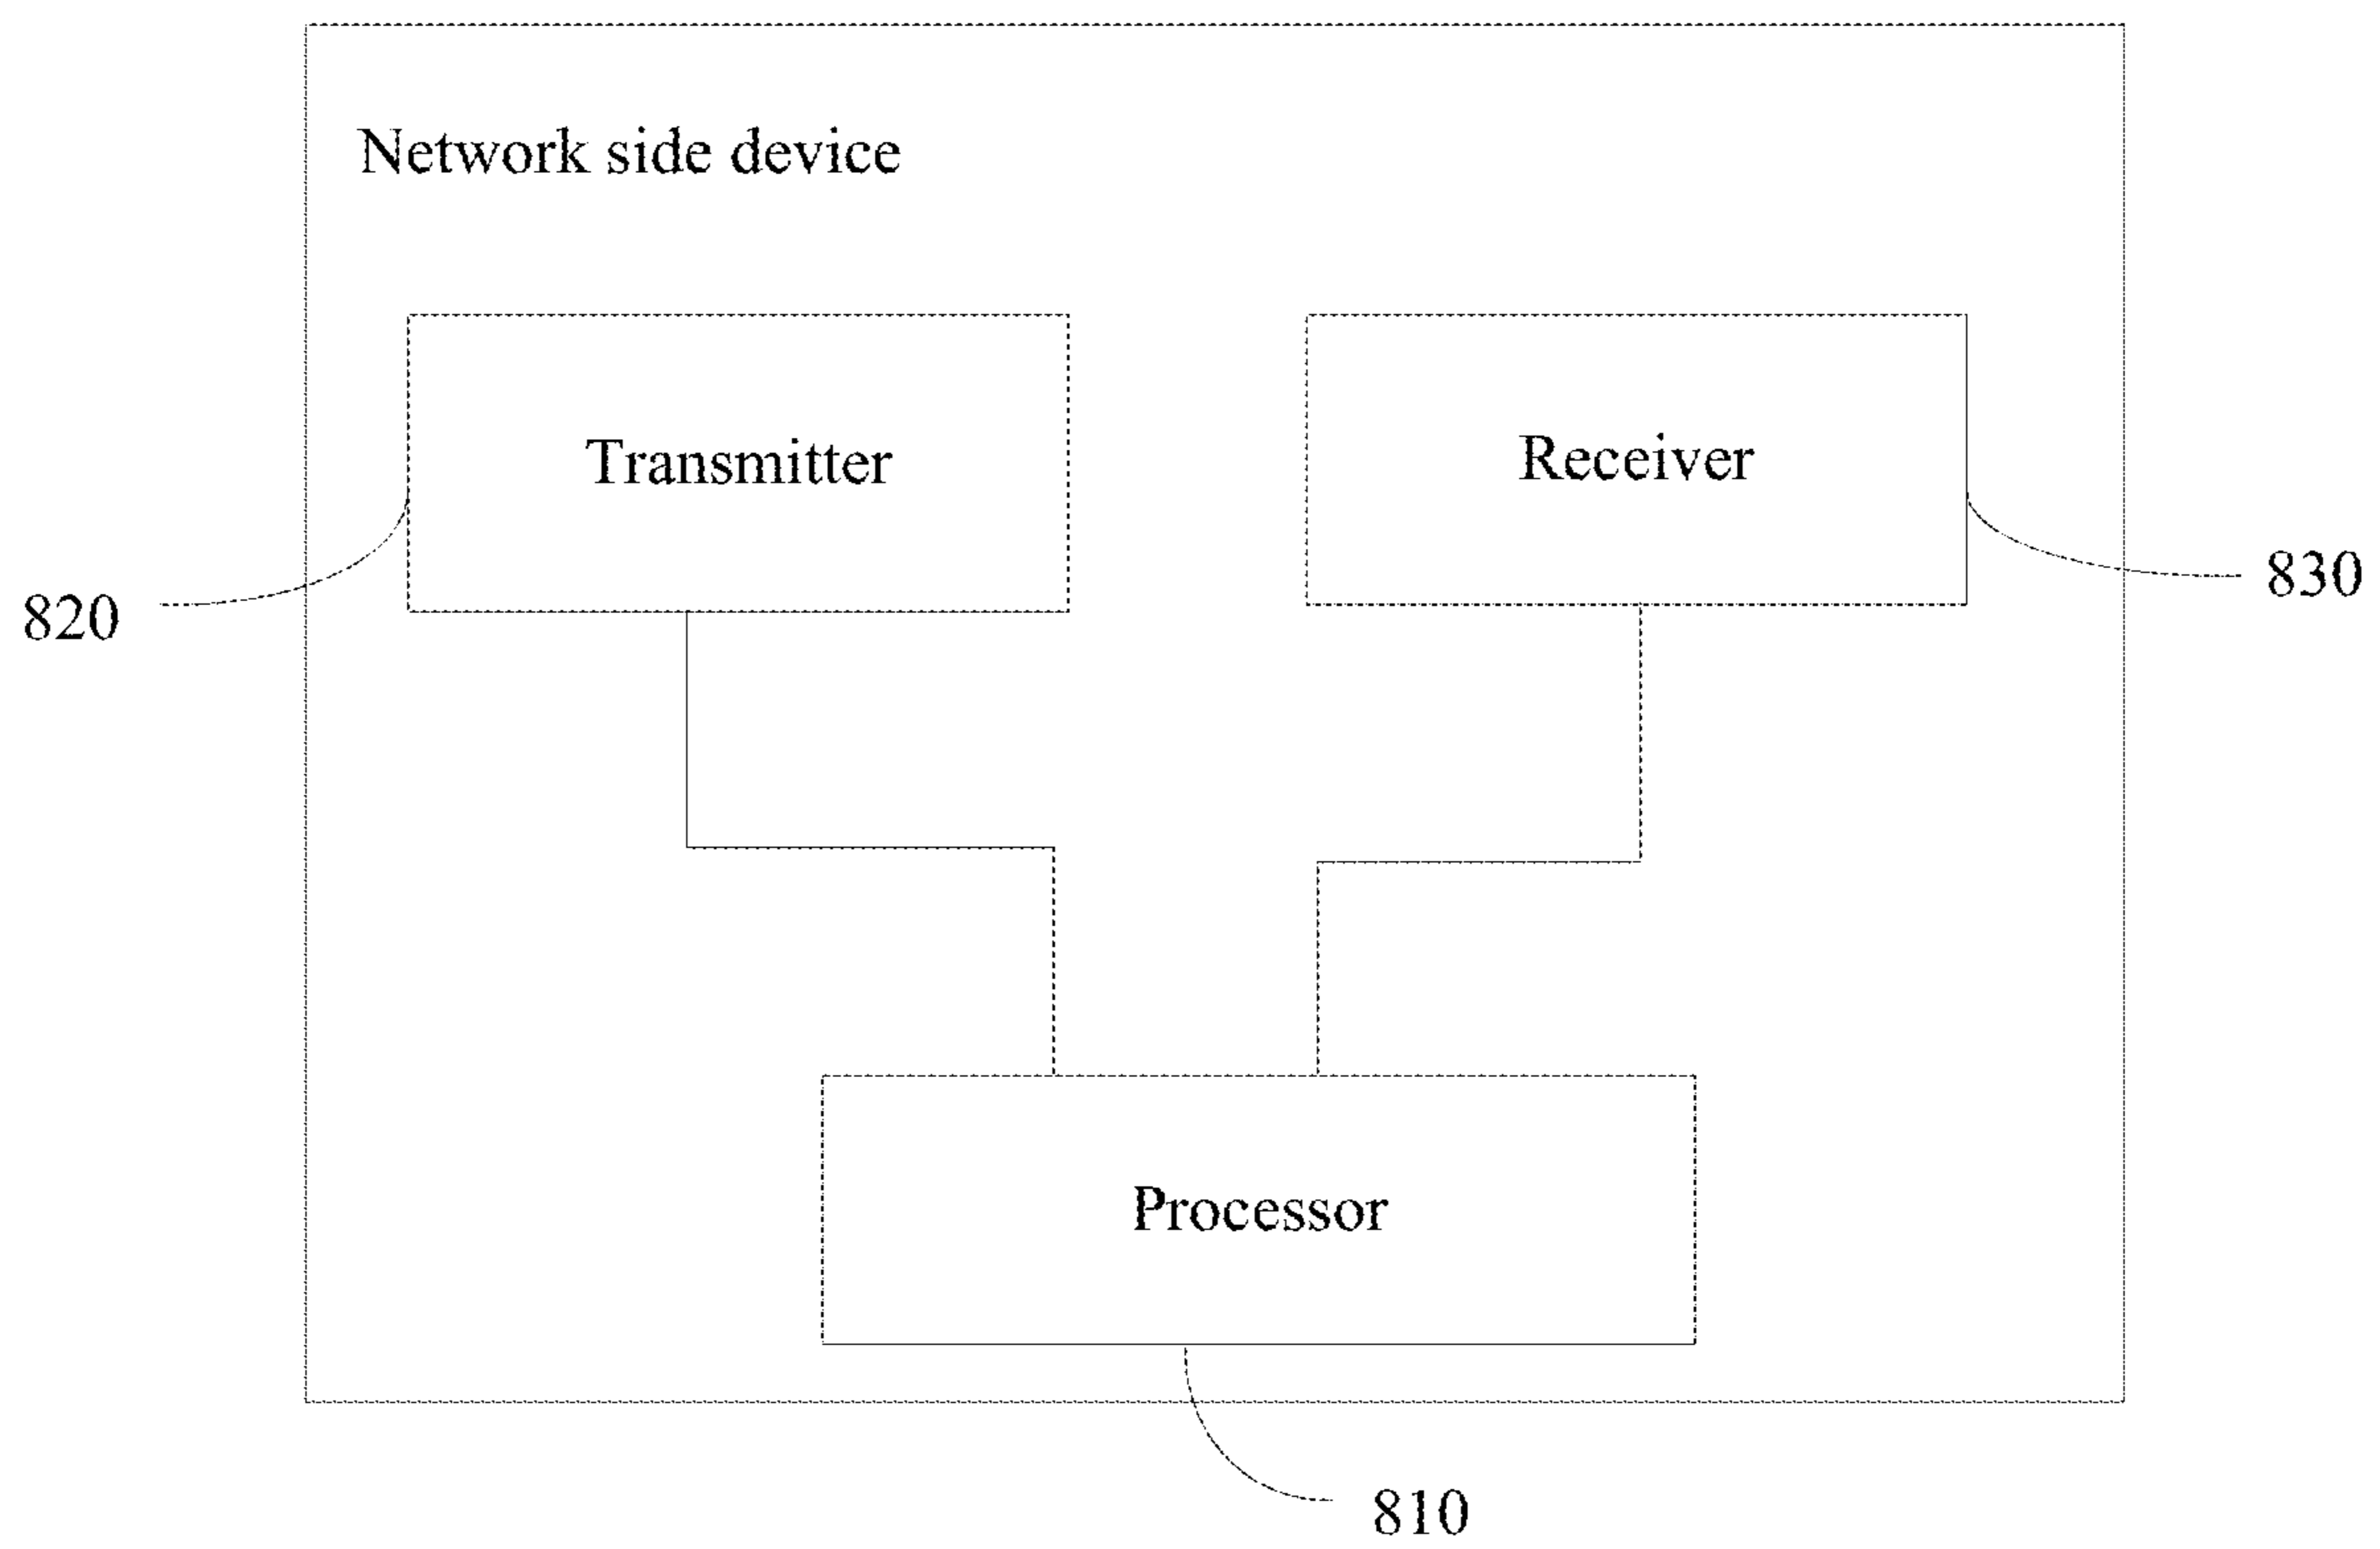 Network side device
Transmitter
Receiver
820
830
Processor
810